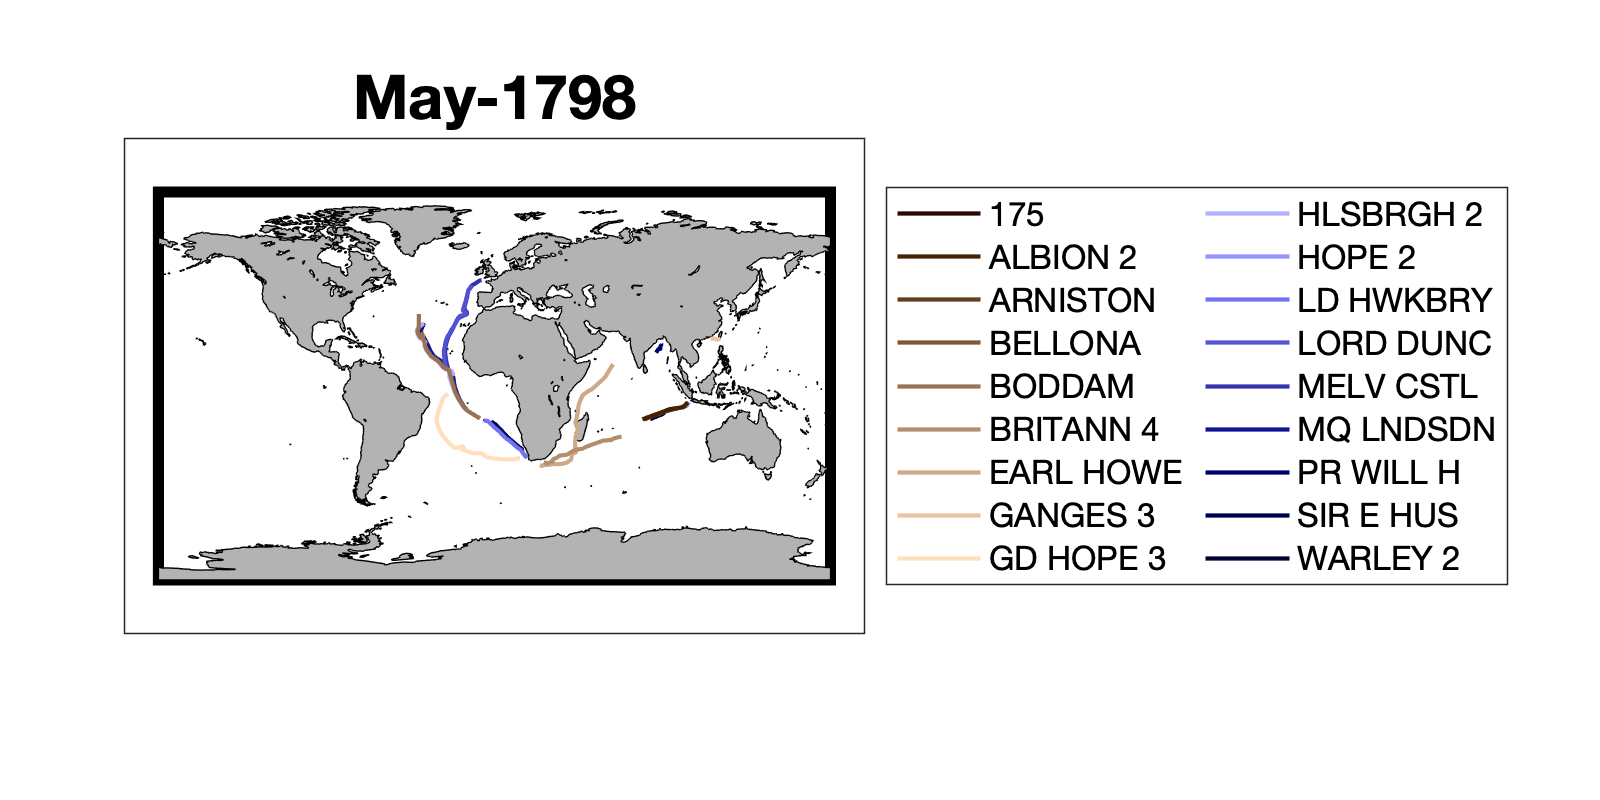 May-1798
175
ALBION 2
ARNISTON
BELLONA
BODDAM
BRITANN 4
EARL HOWE
GANGES 3
GD HOPE 3
HLSBRGH 2
HOPE 2
LD HWKBRY
LORD DUNC
MELV CSTL
MQ LNDSDN
PR WILL H
SIR E HUS
WARLEY 2